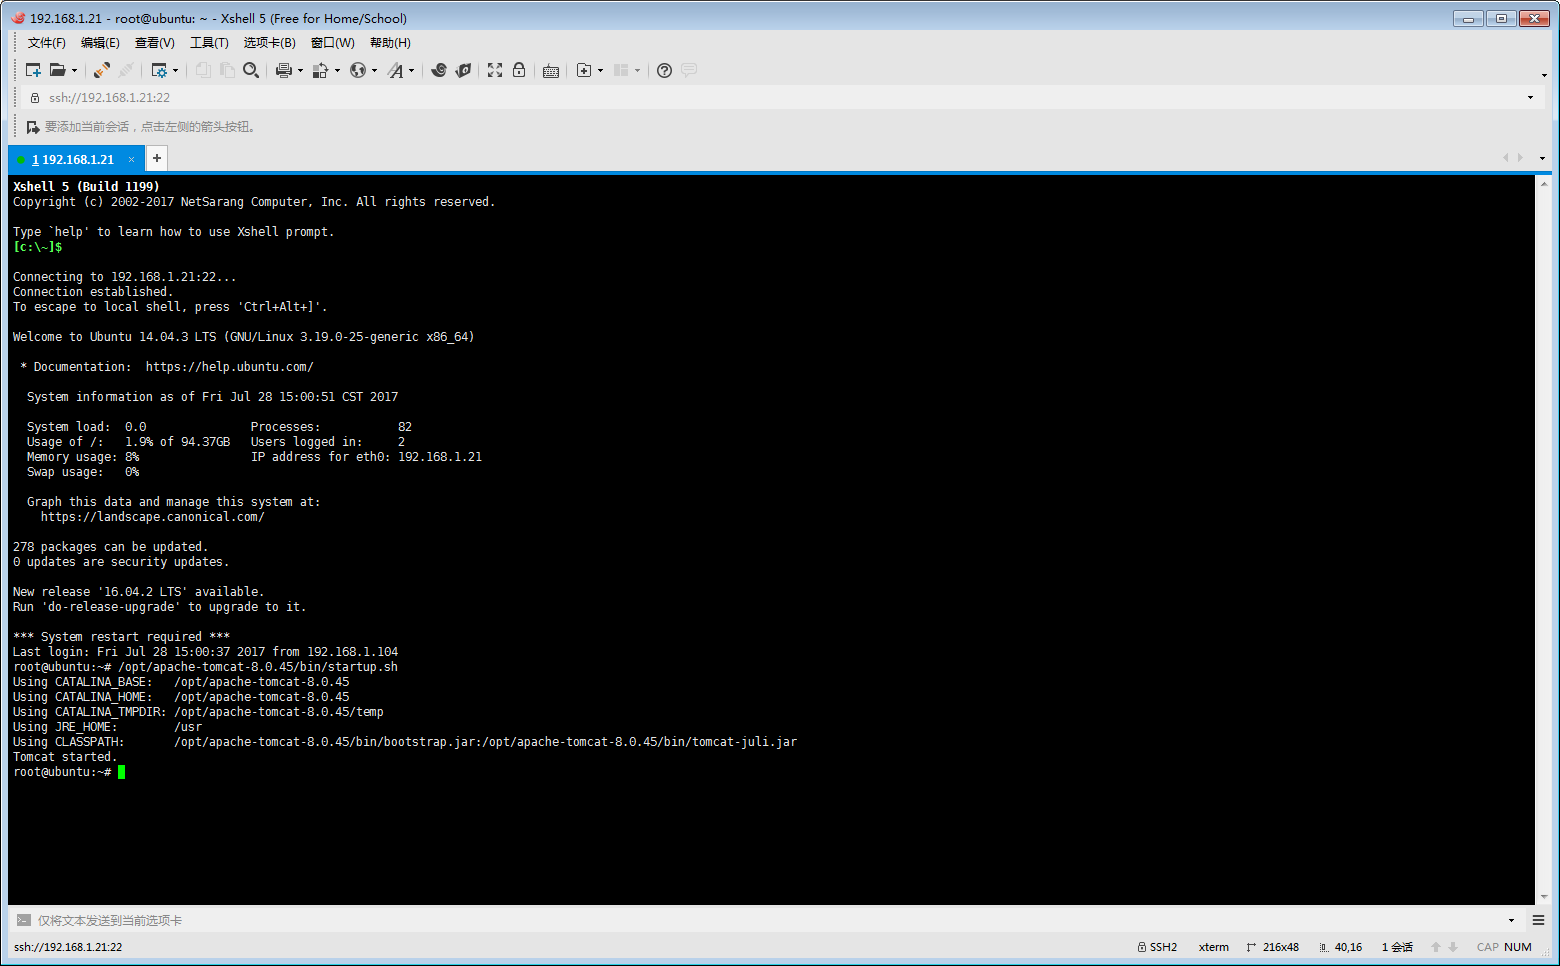 192.168.1.21 - root@ubuntu: ~ - Xshell 5 (Free for Home/School)
文件(F) 编辑(E) 查看(V) 工具(T) 选项卡(B) 窗口(W) 帮助(H)
ssh://192.168.1.21:22
要添加当前会话，点击左侧的箭头按钮。
1 192.168.1.21 × +
Xshell 5 (Build 1199)
Copyright (c) 2002-2017 NetSarang Computer, Inc. All rights reserved.
Type `help' to learn how to use Xshell prompt.
[c:\~]$
Connecting to 192.168.1.21:22...
Connection established.
To escape to local shell, press 'Ctrl+Alt+]'.
Welcome to Ubuntu 14.04.3 LTS (GNU/Linux 3.19.0-25-generic x86_64)
* Documentation:  https://help.ubuntu.com/
System information as of Fri Jul 28 15:00:51 CST 2017
System load:  0.0               Processes:           82
Usage of /:   1.9% of 94.37GB   Users logged in:     2
Memory usage: 8%                IP address for eth0: 192.168.1.21
Swap usage:   0%
Graph this data and manage this system at:
https://landscape.canonical.com/
278 packages can be updated.
0 updates are security updates.
New release '16.04.2 LTS' available.
Run 'do-release-upgrade' to upgrade to it.
*** System restart required ***
Last login: Fri Jul 28 15:00:37 2017 from 192.168.1.104
root@ubuntu:~# /opt/apache-tomcat-8.0.45/bin/startup.sh
Using CATALINA_BASE:   /opt/apache-tomcat-8.0.45
Using CATALINA_HOME:   /opt/apache-tomcat-8.0.45
Using CATALINA_TMPDIR: /opt/apache-tomcat-8.0.45/temp
Using JRE_HOME:        /usr
Using CLASSPATH:       /opt/apache-tomcat-8.0.45/bin/bootstrap.jar:/opt/apache-tomcat-8.0.45/bin/tomcat-juli.jar
Tomcat started.
root@ubuntu:~#
仅将文本发送到当前选项卡
ssh://192.168.1.21:22 SSH2 xterm 216x48 40,16 1 会话 CAP NUM